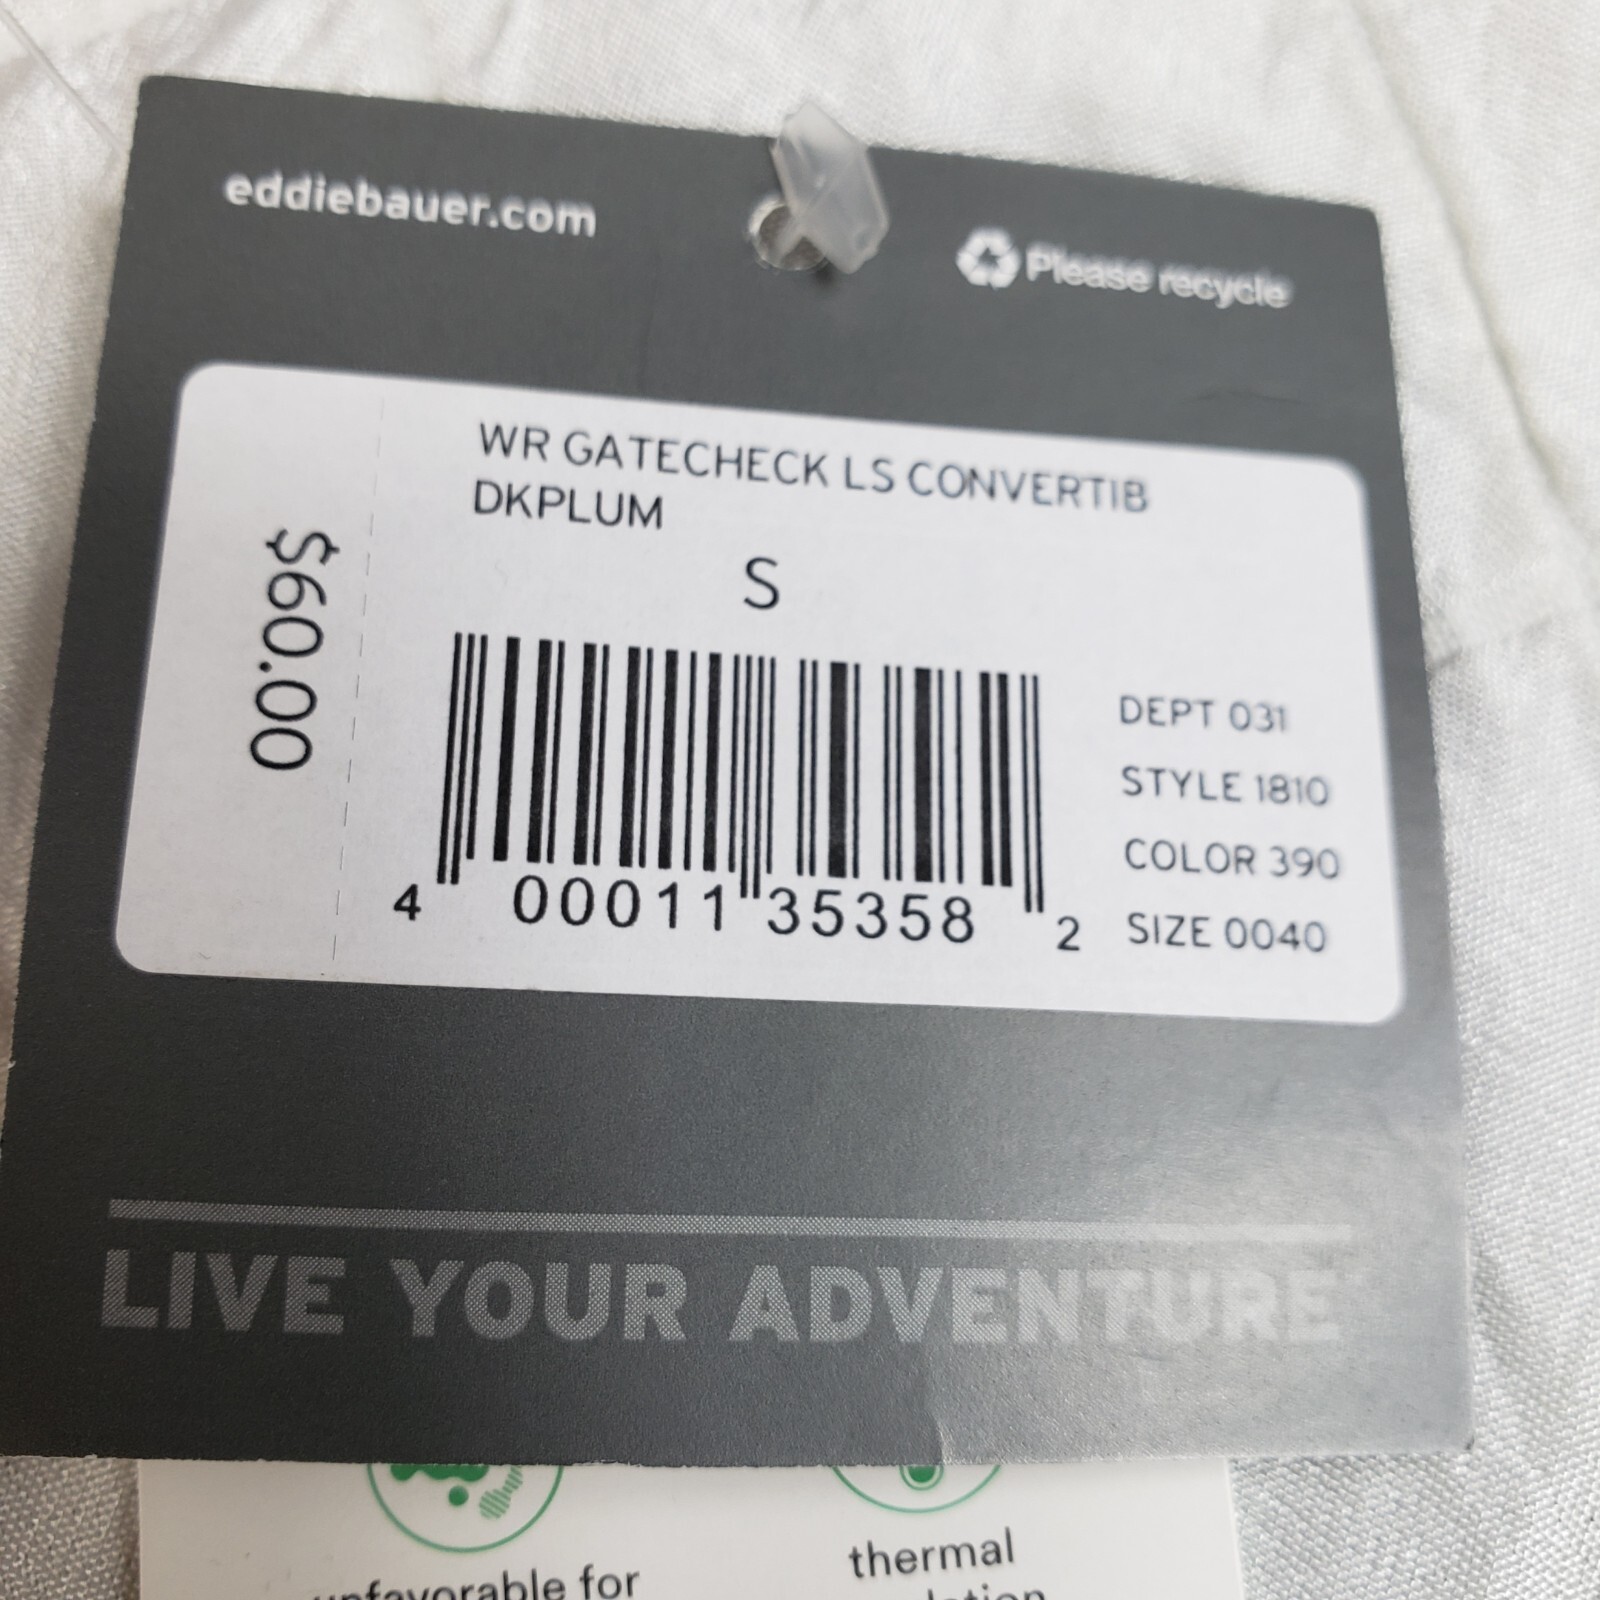 eddiebauer.com
Please recycle
WR GATECHECK LS CONVERTIB
DKPLUM
S
$60.00
DEPT 031
STYLE 1810
COLOR 390
SIZE 0040
4 00011 35358 2
LIVE YOUR ADVENTURE
unfavorable for
thermal